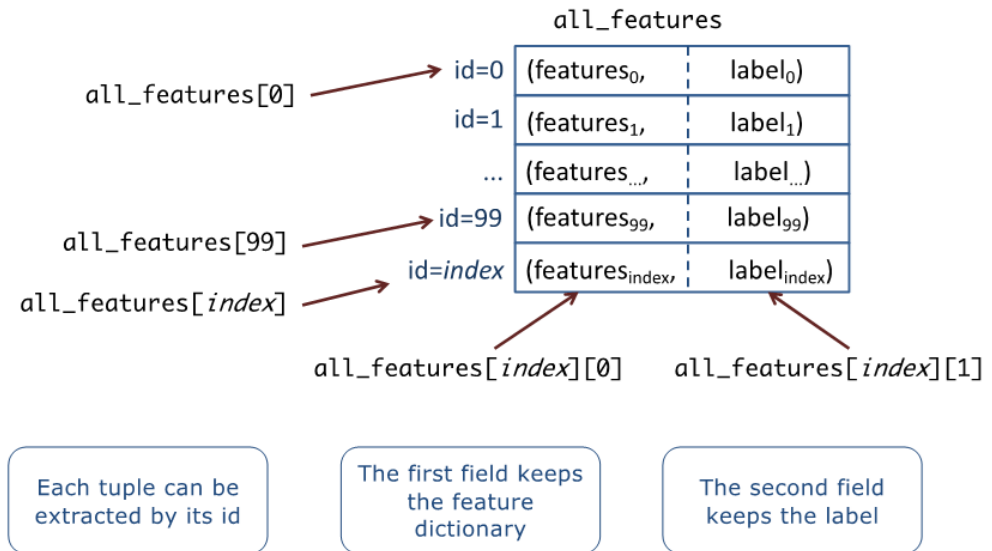 all_features
all_features[0]
id=0 (features₀, label₀)
id=1 (features₁, label₁)
... (features..., label...)
all_features[99]
id=99 (features₉₉, label₉₉)
all_features[index]
id=index (features_index, label_index)
all_features[index][0] all_features[index][1]
Each tuple can be
extracted by its id
The first field keeps
the feature
dictionary
The second field
keeps the label